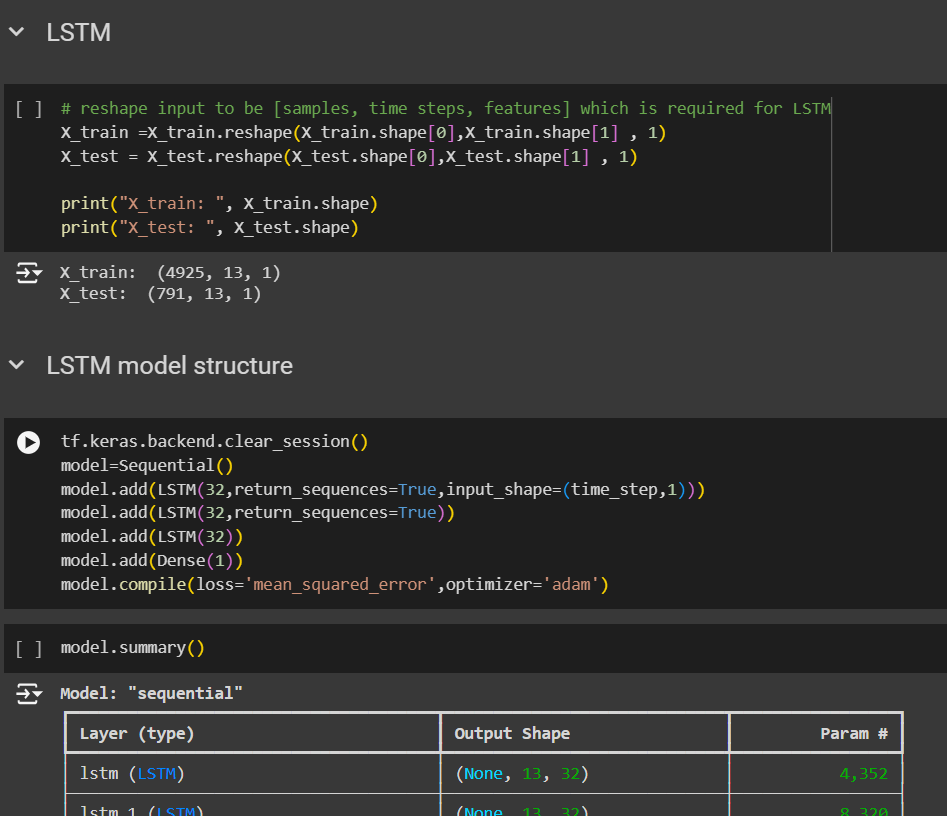 LSTM
[ ] # reshape input to be [samples, time steps, features] which is required for LSTM
X_train =X_train.reshape(X_train.shape[0],X_train.shape[1] , 1)
X_test = X_test.reshape(X_test.shape[0],X_test.shape[1] , 1)
print("X_train: ", X_train.shape)
print("X_test: ", X_test.shape)
X_train:  (4925, 13, 1)
X_test:  (791, 13, 1)
LSTM model structure
tf.keras.backend.clear_session()
model=Sequential()
model.add(LSTM(32,return_sequences=True,input_shape=(time_step,1)))
model.add(LSTM(32,return_sequences=True))
model.add(LSTM(32))
model.add(Dense(1))
model.compile(loss='mean_squared_error',optimizer='adam')
[ ] model.summary()
Model: "sequential"
Layer (type) Output Shape Param #
lstm (LSTM) (None, 13, 32) 4,352
lstm_1 (LSTM) (None, 13, 32) 8,320